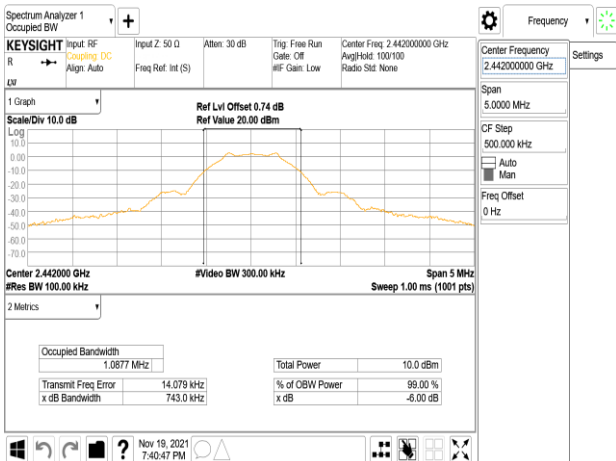 Spectrum Analyzer 1
Occupied BW
+
Frequency
KEYSIGHT
R
Input: RF
Coupling: DC
Align: Auto
Input Z: 50 Ω
Freq Ref: Int (S)
Atten: 30 dB
Trig: Free Run
Gate: Off
#IF Gain: Low
Center Freq: 2.442000000 GHz
Avg|Hold: 100/100
Radio Std: None
Center Frequency
2.442000000 GHz
Settings
Span
5.0000 MHz
CF Step
500.000 kHz
Auto
Man
Freq Offset
0 Hz
1 Graph
Scale/Div 10.0 dB
Ref Lvl Offset 0.74 dB
Ref Value 20.00 dBm
Log
10.0
0.00
-10.0
-20.0
-30.0
-40.0
-50.0
-60.0
-70.0
Center 2.442000 GHz
#Res BW 100.00 kHz
#Video BW 300.00 kHz
Span 5 MHz
Sweep 1.00 ms (1001 pts)
2 Metrics
Occupied Bandwidth
1.0877 MHz
Total Power 10.0 dBm
Transmit Freq Error 14.079 kHz
% of OBW Power 99.00 %
x dB Bandwidth 743.0 kHz
x dB -6.00 dB
?
Nov 19, 2021
7:40:47 PM